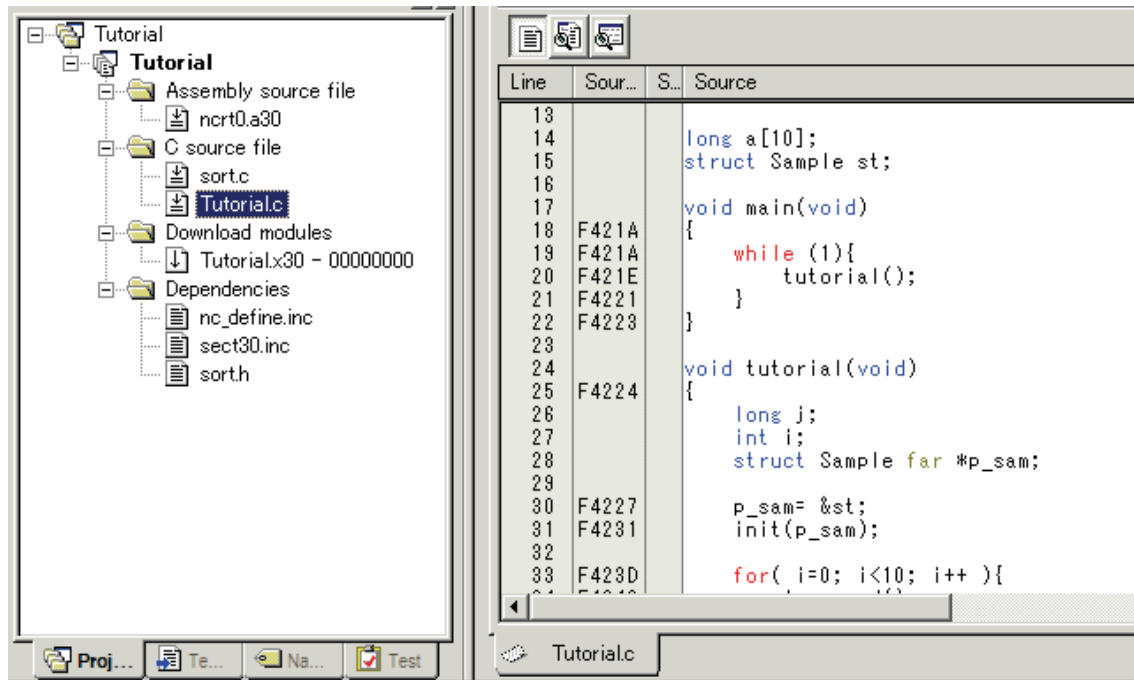 Tutorial
Tutorial
Assembly source file
ncrt0.a30
C source file
sort.c
Tutorial.c
Download modules
Tutorial.x30 - 00000000
Dependencies
nc_define.inc
sect30.inc
sort.h
Proj...
Te...
Na...
Test
Line Sour... S... Source
13
14 long a[10];
15 struct Sample st;
16
17 void main(void)
18 F421A {
19 F421A while (1){
20 F421E tutorial();
21 F4221 }
22 F4223 }
23
24 void tutorial(void)
25 F4224 {
26 long j;
27 int i;
28 struct Sample far *p_sam;
29
30 F4227 p_sam= &st;
31 F4231 init(p_sam);
32
33 F423D for( i=0; i<10; i++ ){
Tutorial.c